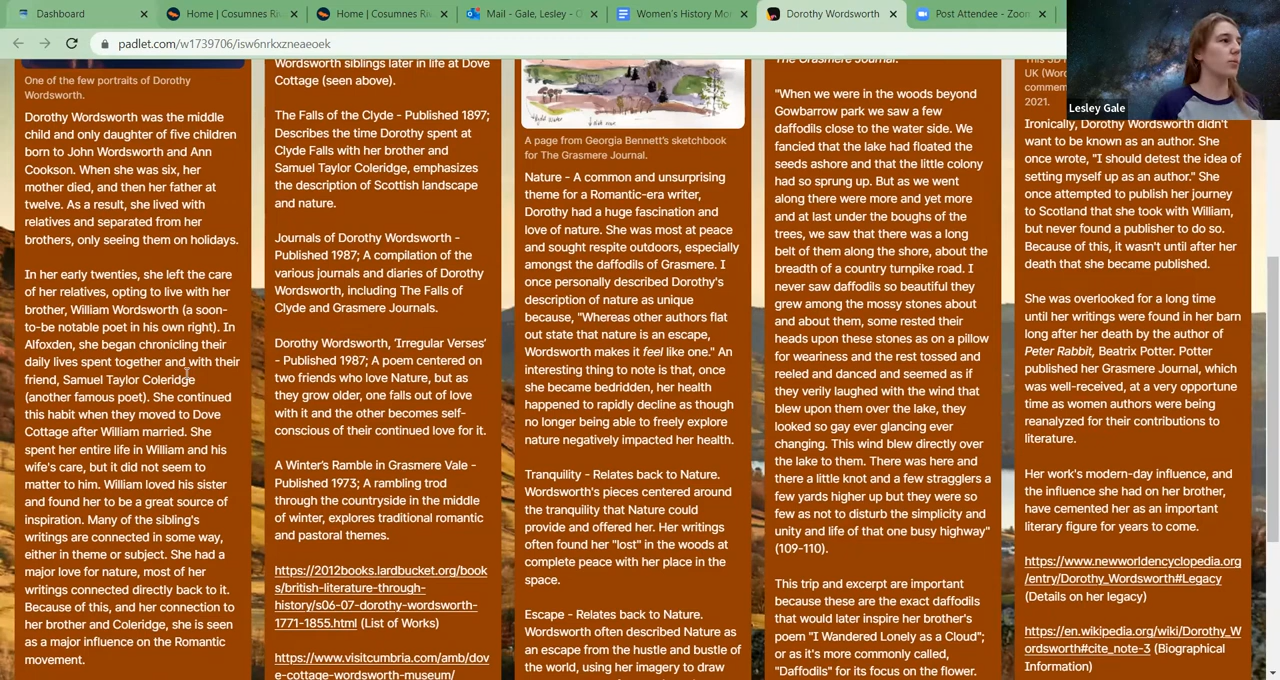 Dashboard
Home | Cosumnes Ri
Home | Cosumnes Ri
Mail - Gale, Lesley - C
Women's History Mo
Dorothy Wordsworth
Post Attendee - Zoom
padlet.com/w1739706/isw6nrkxzneaeoek
Lesley Gale
One of the few portraits of Dorothy
Wordsworth.
Dorothy Wordsworth was the middle
child and only daughter of five children
born to John Wordsworth and Ann
Cookson. When she was six, her
mother died, and then her father at
twelve. As a result, she lived with
relatives and separated from her
brothers, only seeing them on holidays.
In her early twenties, she left the care
of her relatives, opting to live with her
brother, William Wordsworth (a soon-
to-be notable poet in his own right). In
Alfoxden, she began chronicling their
daily lives spent together and with their
friend, Samuel Taylor Coleridge
(another famous poet). She continued
this habit when they moved to Dove
Cottage after William married. She
spent her entire life in William and his
wife's care, but it did not seem to
matter to him. William loved his sister
and found her to be a great source of
inspiration. Many of the sibling's
writings are connected in some way,
either in theme or subject. She had a
major love for nature, most of her
writings connected directly back to it.
Because of this, and her connection to
her brother and Coleridge, she is seen
as a major influence on the Romantic
movement.
Wordsworth siblings later in life at Dove
Cottage (seen above).
The Falls of the Clyde - Published 1897;
Describes the time Dorothy spent at
Clyde Falls with her brother and
Samuel Taylor Coleridge, emphasizes
the description of Scottish landscape
and nature.
Journals of Dorothy Wordsworth -
Published 1987; A compilation of the
various journals and diaries of Dorothy
Wordsworth, including The Falls of
Clyde and Grasmere Journals.
Dorothy Wordsworth, 'Irregular Verses'
- Published 1987; A poem centered on
two friends who love Nature, but as
they grow older, one falls out of love
with it and the other becomes self-
conscious of their continued love for it.
A Winter's Ramble in Grasmere Vale -
Published 1973; A rambling trod
through the countryside in the middle
of winter, explores traditional romantic
and pastoral themes.
https://2012books.lardbucket.org/book
s/british-literature-through-
history/s06-07-dorothy-wordsworth-
1771-1855.html (List of Works)
https://www.visitcumbria.com/amb/dov
e-cottage-wordsworth-museum/
A page from Georgia Bennett's sketchbook
for The Grasmere Journal.
Nature - A common and unsurprising
theme for a Romantic-era writer,
Dorothy had a huge fascination and
love of nature. She was most at peace
and sought respite outdoors, especially
amongst the daffodils of Grasmere. I
once personally described Dorothy's
description of nature as unique
because, "Whereas other authors flat
out state that nature is an escape,
Wordsworth makes it feel like one." An
interesting thing to note is that, once
she became bedridden, her health
happened to rapidly decline as though
no longer being able to freely explore
nature negatively impacted her health.
Tranquility - Relates back to Nature.
Wordsworth's pieces centered around
the tranquility that Nature could
provide and offered her. Her writings
often found her "lost" in the woods at
complete peace with her place in the
space.
Escape - Relates back to Nature.
Wordsworth often described Nature as
an escape from the hustle and bustle of
the world, using her imagery to draw
The Grasmere Journal.
"When we were in the woods beyond
Gowbarrow park we saw a few
daffodils close to the water side. We
fancied that the lake had floated the
seeds ashore and that the little colony
had so sprung up. But as we went
along there were more and yet more
and at last under the boughs of the
trees, we saw that there was a long
belt of them along the shore, about the
breadth of a country turnpike road. I
never saw daffodils so beautiful they
grew among the mossy stones about
and about them, some rested their
heads upon these stones as on a pillow
for weariness and the rest tossed and
reeled and danced and seemed as if
they verily laughed with the wind that
blew upon them over the lake, they
looked so gay ever glancing ever
changing. This wind blew directly over
the lake to them. There was here and
there a little knot and a few stragglers a
few yards higher up but they were so
few as not to disturb the simplicity and
unity and life of that one busy highway"
(109-110).
This trip and excerpt are important
because these are the exact daffodils
that would later inspire her brother's
poem "I Wandered Lonely as a Cloud";
or as it's more commonly called,
"Daffodils" for its focus on the flower.
UK (Wor
comme
2021.
Ironically, Dorothy Wordsworth didn't
want to be known as an author. She
once wrote, "I should detest the idea of
setting myself up as an author." She
once attempted to publish her journey
to Scotland that she took with William,
but never found a publisher to do so.
Because of this, it wasn't until after her
death that she became published.
She was overlooked for a long time
until her writings were found in her barn
long after her death by the author of
Peter Rabbit, Beatrix Potter. Potter
published her Grasmere Journal, which
was well-received, at a very opportune
time as women authors were being
reanalyzed for their contributions to
literature.
Her work's modern-day influence, and
the influence she had on her brother,
have cemented her as an important
literary figure for years to come.
https://www.newworldencyclopedia.org
/entry/Dorothy_Wordsworth#Legacy
(Details on her legacy)
https://en.wikipedia.org/wiki/Dorothy_W
ordsworth#cite_note-3 (Biographical
Information)